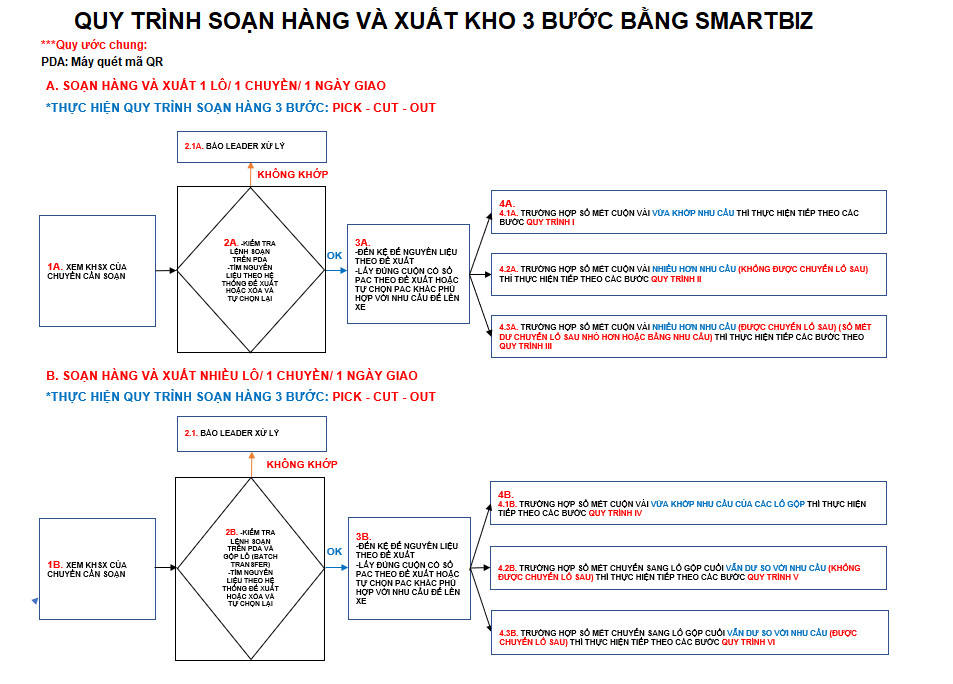 QUY TRÌNH SOẠN HÀNG VÀ XUẤT KHO 3 BƯỚC BẰNG SMARTBIZ
***Quy ước chung:
PDA: Máy quét mã QR
A. SOẠN HÀNG VÀ XUẤT 1 LÔ/ 1 CHUYỀN/ 1 NGÀY GIAO
*THỰC HIỆN QUY TRÌNH SOẠN HÀNG 3 BƯỚC: PICK - CUT - OUT
2.1A. BÁO LEADER XỬ LÝ
KHÔNG KHỚP
1A. XEM KHSX CỦA
CHUYỀN CẦN SOẠN
2A. -KIỂM TRA
LỆNH SOẠN
TRÊN PDA
-TÌM NGUYÊN
LIỆU THEO HỆ
THỐNG ĐỀ XUẤT
HOẶC XÓA VÀ
TỰ CHỌN LẠI
OK
3A.
-ĐẾN KỆ ĐỂ NGUYÊN LIỆU
THEO ĐỀ XUẤT
-LẤY ĐÚNG CUỘN CÓ SỐ
PAC THEO ĐỀ XUẤT HOẶC
TỰ CHỌN PAC KHÁC PHÙ
HỢP VỚI NHU CẦU ĐỂ LÊN
XE
4A.
4.1A. TRƯỜNG HỢP SỐ MÉT CUỘN VẢI VỪA KHỚP NHU CẦU THÌ THỰC HIỆN TIẾP THEO CÁC
BƯỚC QUY TRÌNH I
4.2A. TRƯỜNG HỢP SỐ MÉT CUỘN VẢI NHIỀU HƠN NHU CẦU (KHÔNG ĐƯỢC CHUYỂN LÔ SAU)
THÌ THỰC HIỆN TIẾP THEO CÁC BƯỚC QUY TRÌNH II
4.3A. TRƯỜNG HỢP SỐ MÉT CUỘN VẢI NHIỀU HƠN NHU CẦU (ĐƯỢC CHUYỂN LÔ SAU) (SỐ MÉT
DƯ CHUYỂN LÔ SAU NHỎ HƠN HOẶC BẰNG NHU CẦU) THÌ THỰC HIỆN TIẾP CÁC BƯỚC THEO
QUY TRÌNH III
B. SOẠN HÀNG VÀ XUẤT NHIỀU LÔ/ 1 CHUYỀN/ 1 NGÀY GIAO
*THỰC HIỆN QUY TRÌNH SOẠN HÀNG 3 BƯỚC: PICK - CUT - OUT
2.1. BÁO LEADER XỬ LÝ
KHÔNG KHỚP
1B. XEM KHSX CỦA
CHUYỀN CẦN SOẠN
2B. -KIỂM TRA
LỆNH SOẠN
TRÊN PDA VÀ
GỘP LÔ (BATCH
TRANSFER)
-TÌM NGUYÊN
LIỆU THEO HỆ
THỐNG ĐỀ XUẤT
HOẶC XÓA VÀ
TỰ CHỌN LẠI
OK
3B.
-ĐẾN KỆ ĐỂ NGUYÊN LIỆU
THEO ĐỀ XUẤT
-LẤY ĐÚNG CUỘN CÓ SỐ
PAC THEO ĐỀ XUẤT HOẶC
TỰ CHỌN PAC KHÁC PHÙ
HỢP VỚI NHU CẦU ĐỂ LÊN
XE
4B.
4.1B. TRƯỜNG HỢP SỐ MÉT CUỘN VẢI VỪA KHỚP NHU CẦU CỦA CÁC LÔ GỘP THÌ THỰC HIỆN
TIẾP THEO CÁC BƯỚC QUY TRÌNH IV
4.2B. TRƯỜNG HỢP SỐ MÉT CHUYỂN SANG LÔ GỘP CUỐI VẪN DƯ SO VỚI NHU CẦU (KHÔNG
ĐƯỢC CHUYỂN LÔ SAU) THÌ THỰC HIỆN TIẾP THEO CÁC BƯỚC QUY TRÌNH V
4.3B. TRƯỜNG HỢP SỐ MÉT CHUYỂN SANG LÔ GỘP CUỐI VẪN DƯ SO VỚI NHU CẦU (ĐƯỢC
CHUYỂN LÔ SAU) THÌ THỰC HIỆN TIẾP THEO CÁC BƯỚC QUY TRÌNH VI